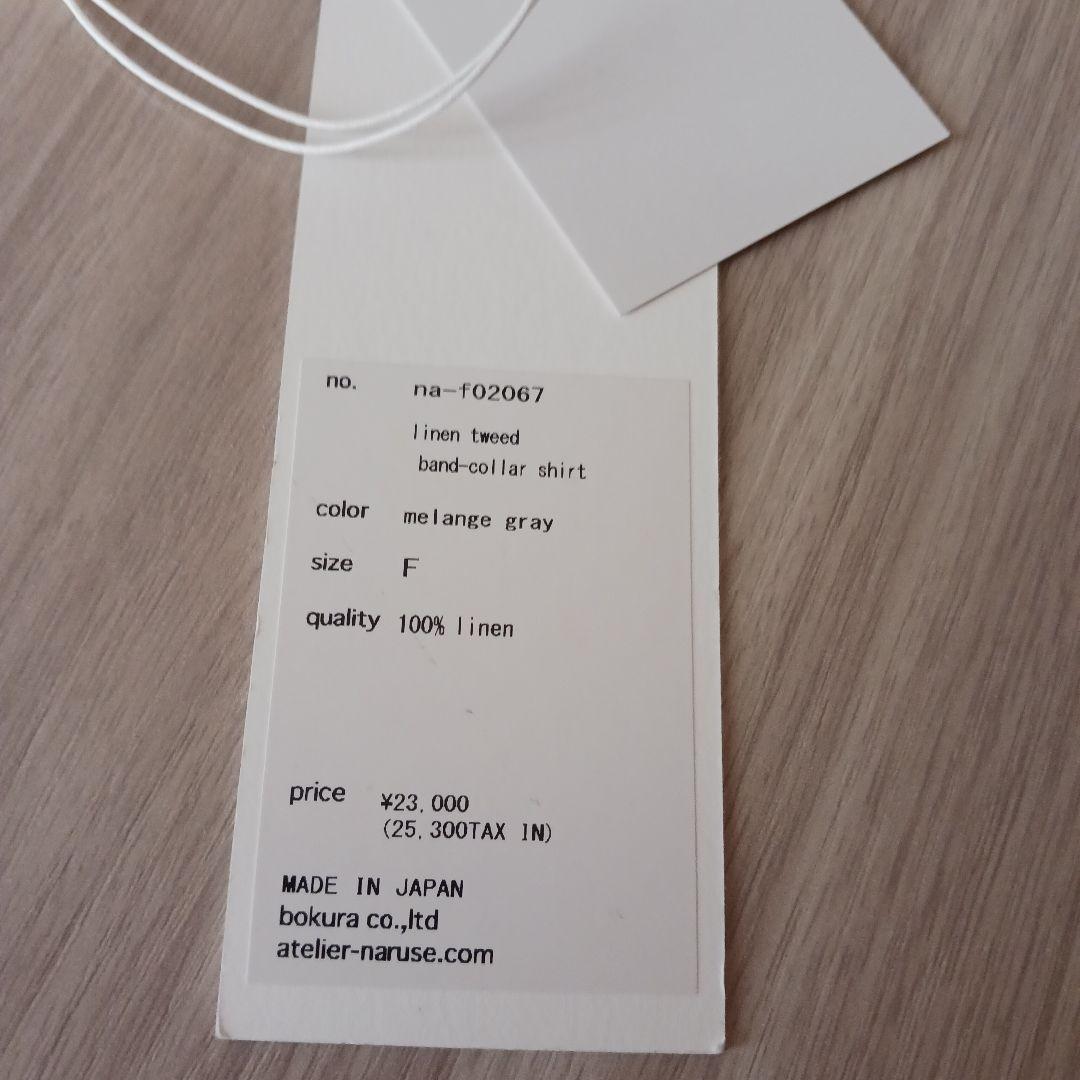 no. na-f02067
linen tweed
band-collar shirt
color melange gray
size F
quality 100% linen
price ¥23,000
(25,300TAX IN)
MADE IN JAPAN
bokura co.,ltd
atelier-naruse.com